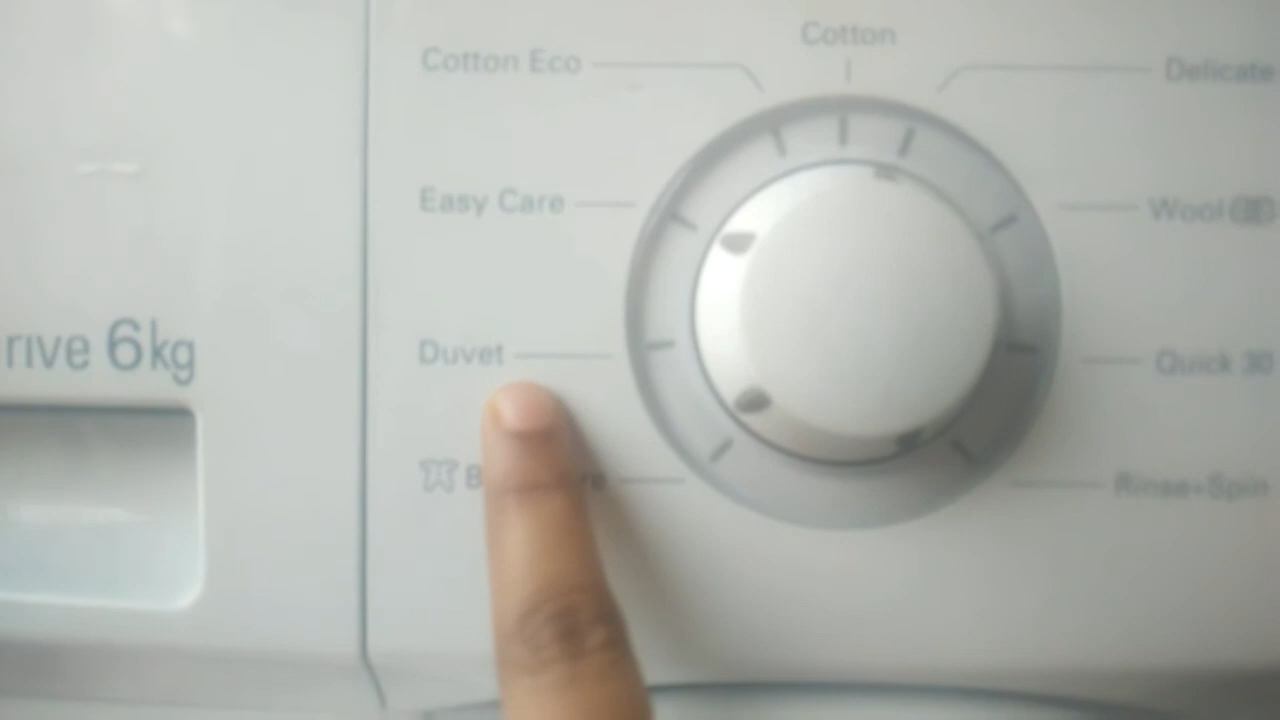 Cotton
Cotton Eco
Delicate
Easy Care
Wool
rive 6kg
Duvet
Quick 30
Rinse+Spin